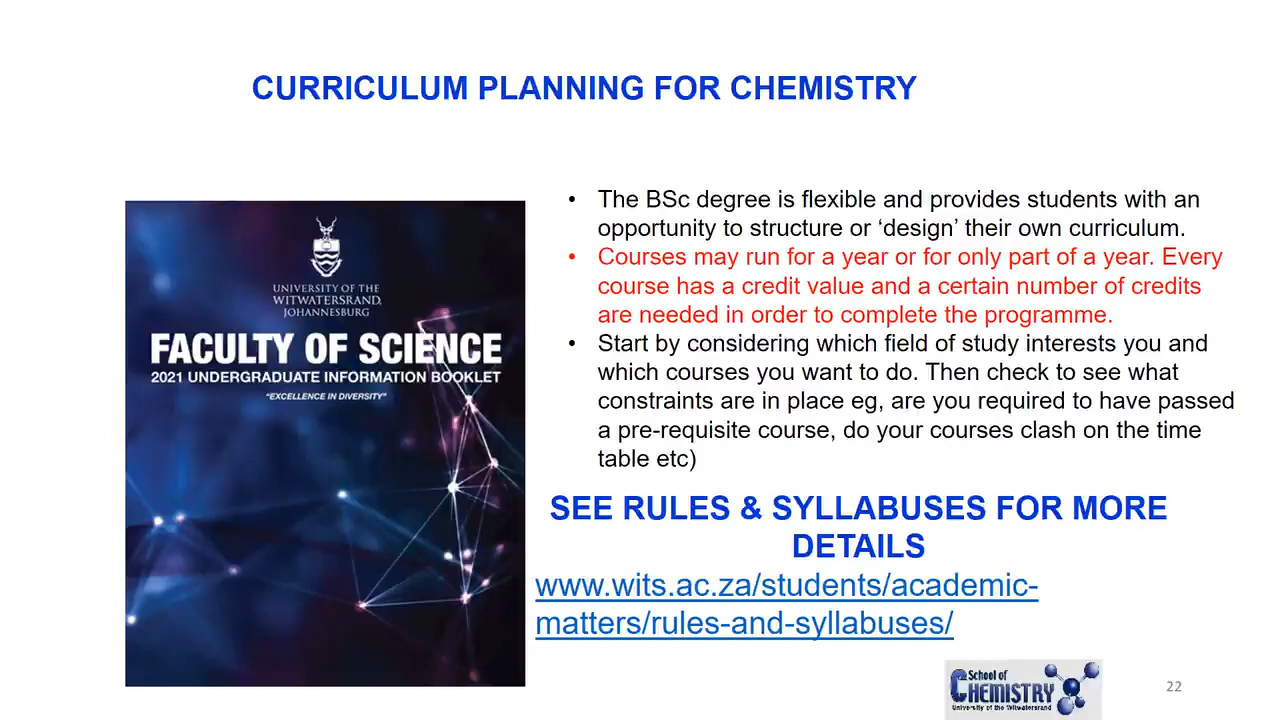 CURRICULUM PLANNING FOR CHEMISTRY
UNIVERSITY OF THE
WITWATERSRAND,
JOHANNESBURG
FACULTY OF SCIENCE
2021 UNDERGRADUATE INFORMATION BOOKLET
"EXCELLENCE IN DIVERSITY"
• The BSc degree is flexible and provides students with an
opportunity to structure or ‘design’ their own curriculum.
• Courses may run for a year or for only part of a year. Every
course has a credit value and a certain number of credits
are needed in order to complete the programme.
• Start by considering which field of study interests you and
which courses you want to do. Then check to see what
constraints are in place eg, are you required to have passed
a pre-requisite course, do your courses clash on the time
table etc)
SEE RULES & SYLLABUSES FOR MORE
DETAILS
www.wits.ac.za/students/academic-
matters/rules-and-syllabuses/
School of
CHEMISTRY
University of the Witwatersrand
22